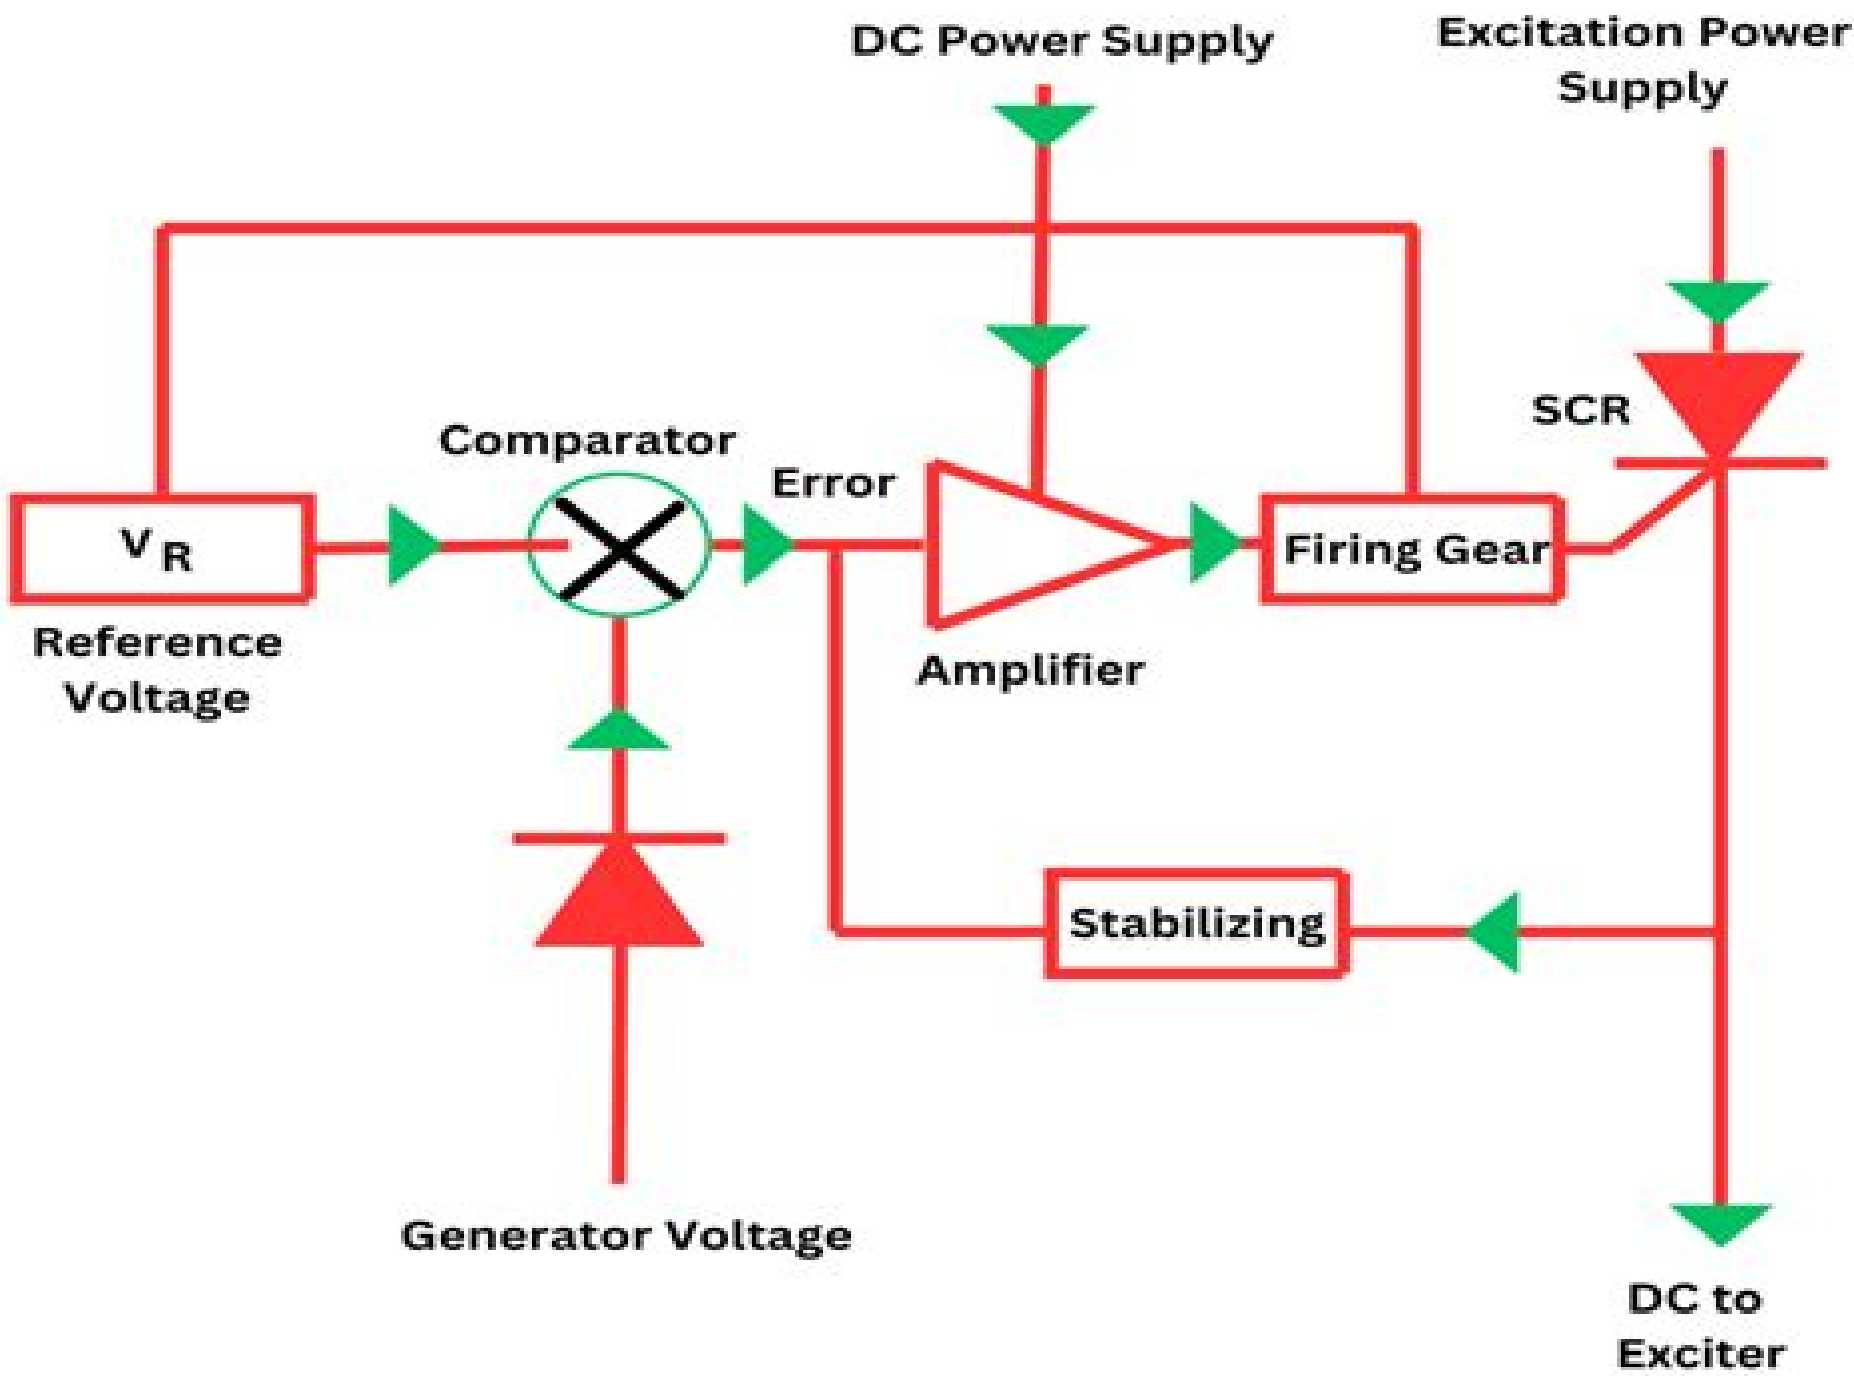 DC Power Supply
Excitation Power
Supply
SCR
Comparator
Error
V R
Firing Gear
Reference
Voltage
Amplifier
Stabilizing
Generator Voltage
DC to
Exciter